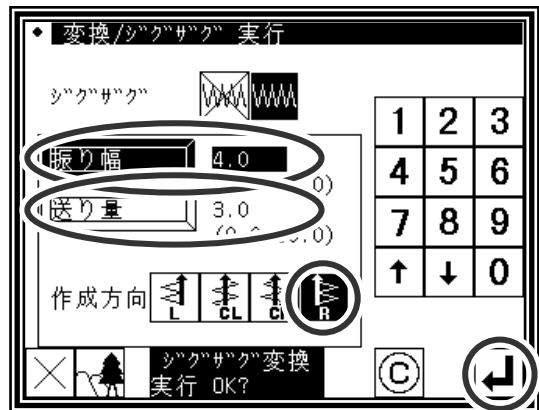 変換/ｼﾞｸﾞｻﾞｸﾞ 実行
ｼﾞｸﾞｻﾞｸﾞ
振り幅 4.0
0)
送り量 3.0
0)
作成方向 L CL R
ｼﾞｸﾞｻﾞｸﾞ変換
実行 OK?
1 2 3
4 5 6
7 8 9
↑ ↓ 0
C